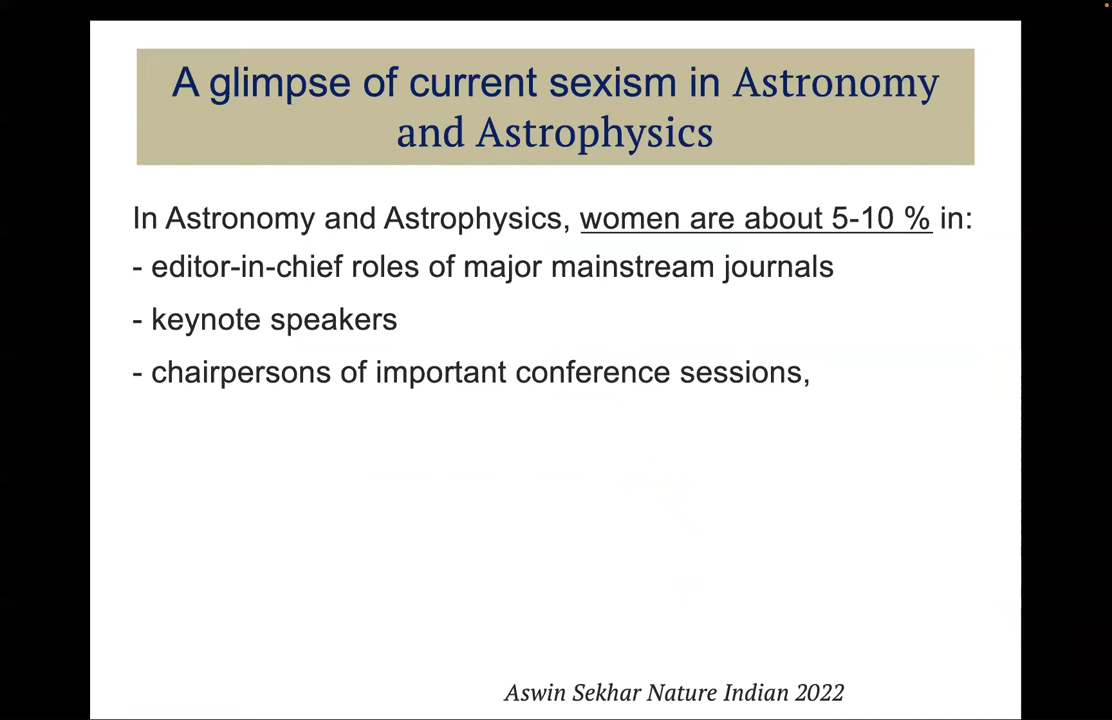 A glimpse of current sexism in Astronomy
and Astrophysics
In Astronomy and Astrophysics, women are about 5-10 % in:
- editor-in-chief roles of major mainstream journals
- keynote speakers
- chairpersons of important conference sessions,
Aswin Sekhar Nature Indian 2022